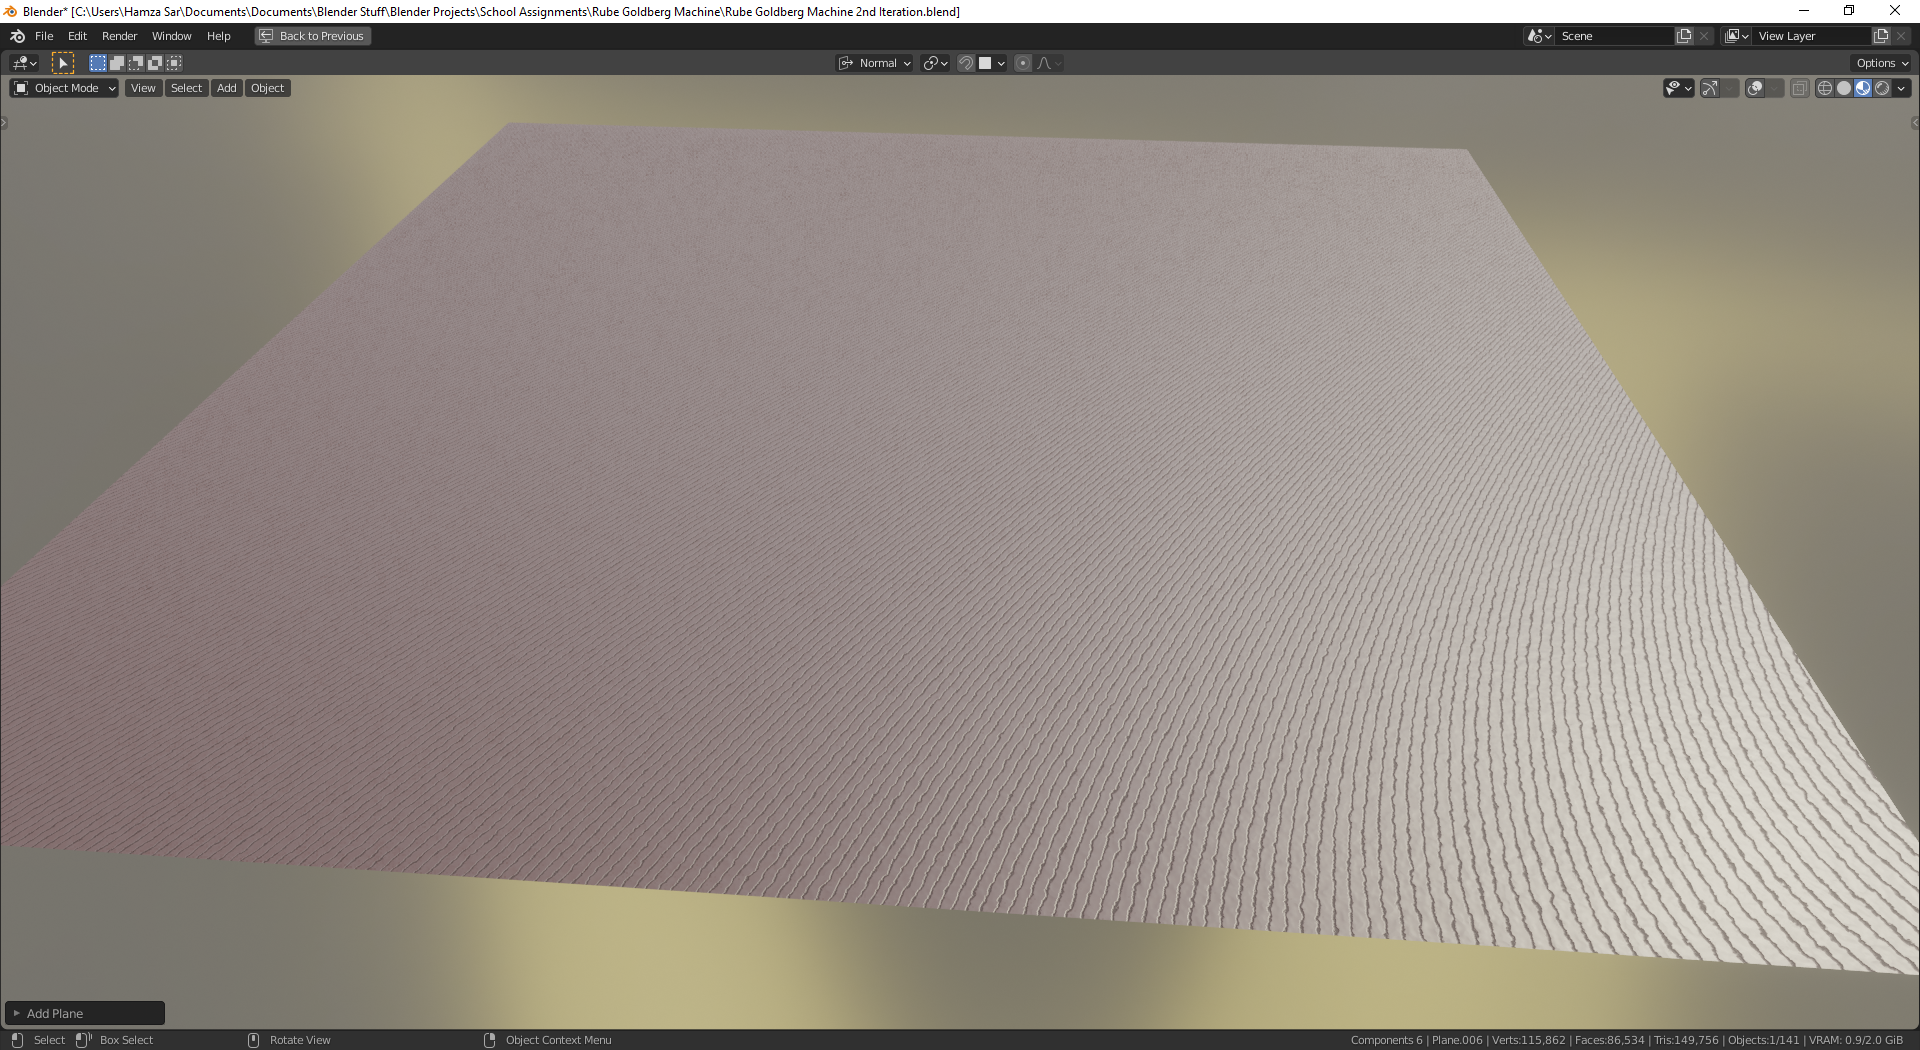 Blender* [C:\Users\Hamza Sar\Documents\Documents\Blender Stuff\Blender Projects\School Assignments\Rube Goldberg Machine\Rube Goldberg Machine 2nd Iteration.blend]
File Edit Render Window Help Back to Previous Scene View Layer
Normal Options
Object Mode View Select Add Object
Add Plane
Select Box Select Rotate View Object Context Menu Components 6 | Plane.006 | Verts:115,862 | Faces:86,534 | Tris:149,756 | Objects:1/141 | VRAM: 0.9/2.0 GiB